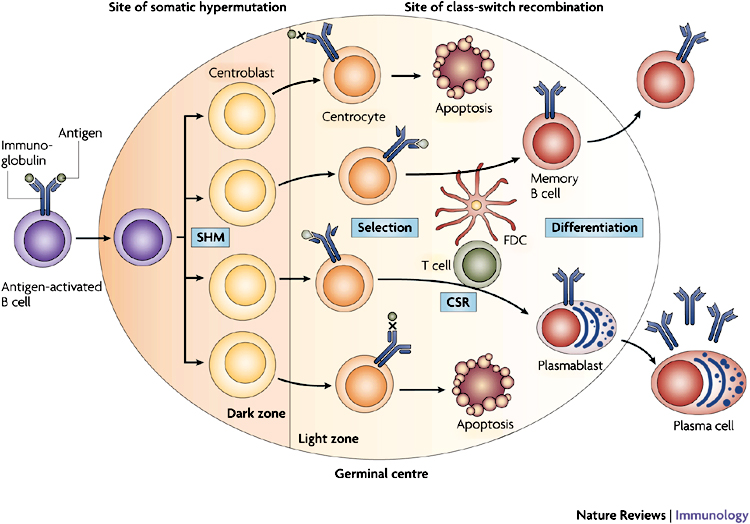 Site of somatic hypermutation
Site of class-switch recombination
Centroblast
Centrocyte
Apoptosis
Immuno-
globulin
Antigen
Memory
B cell
SHM
Selection
FDC
Differentiation
T cell
Antigen-activated
B cell
CSR
Plasmablast
Dark zone
Light zone
Apoptosis
Plasma cell
Germinal centre
Nature Reviews | Immunology